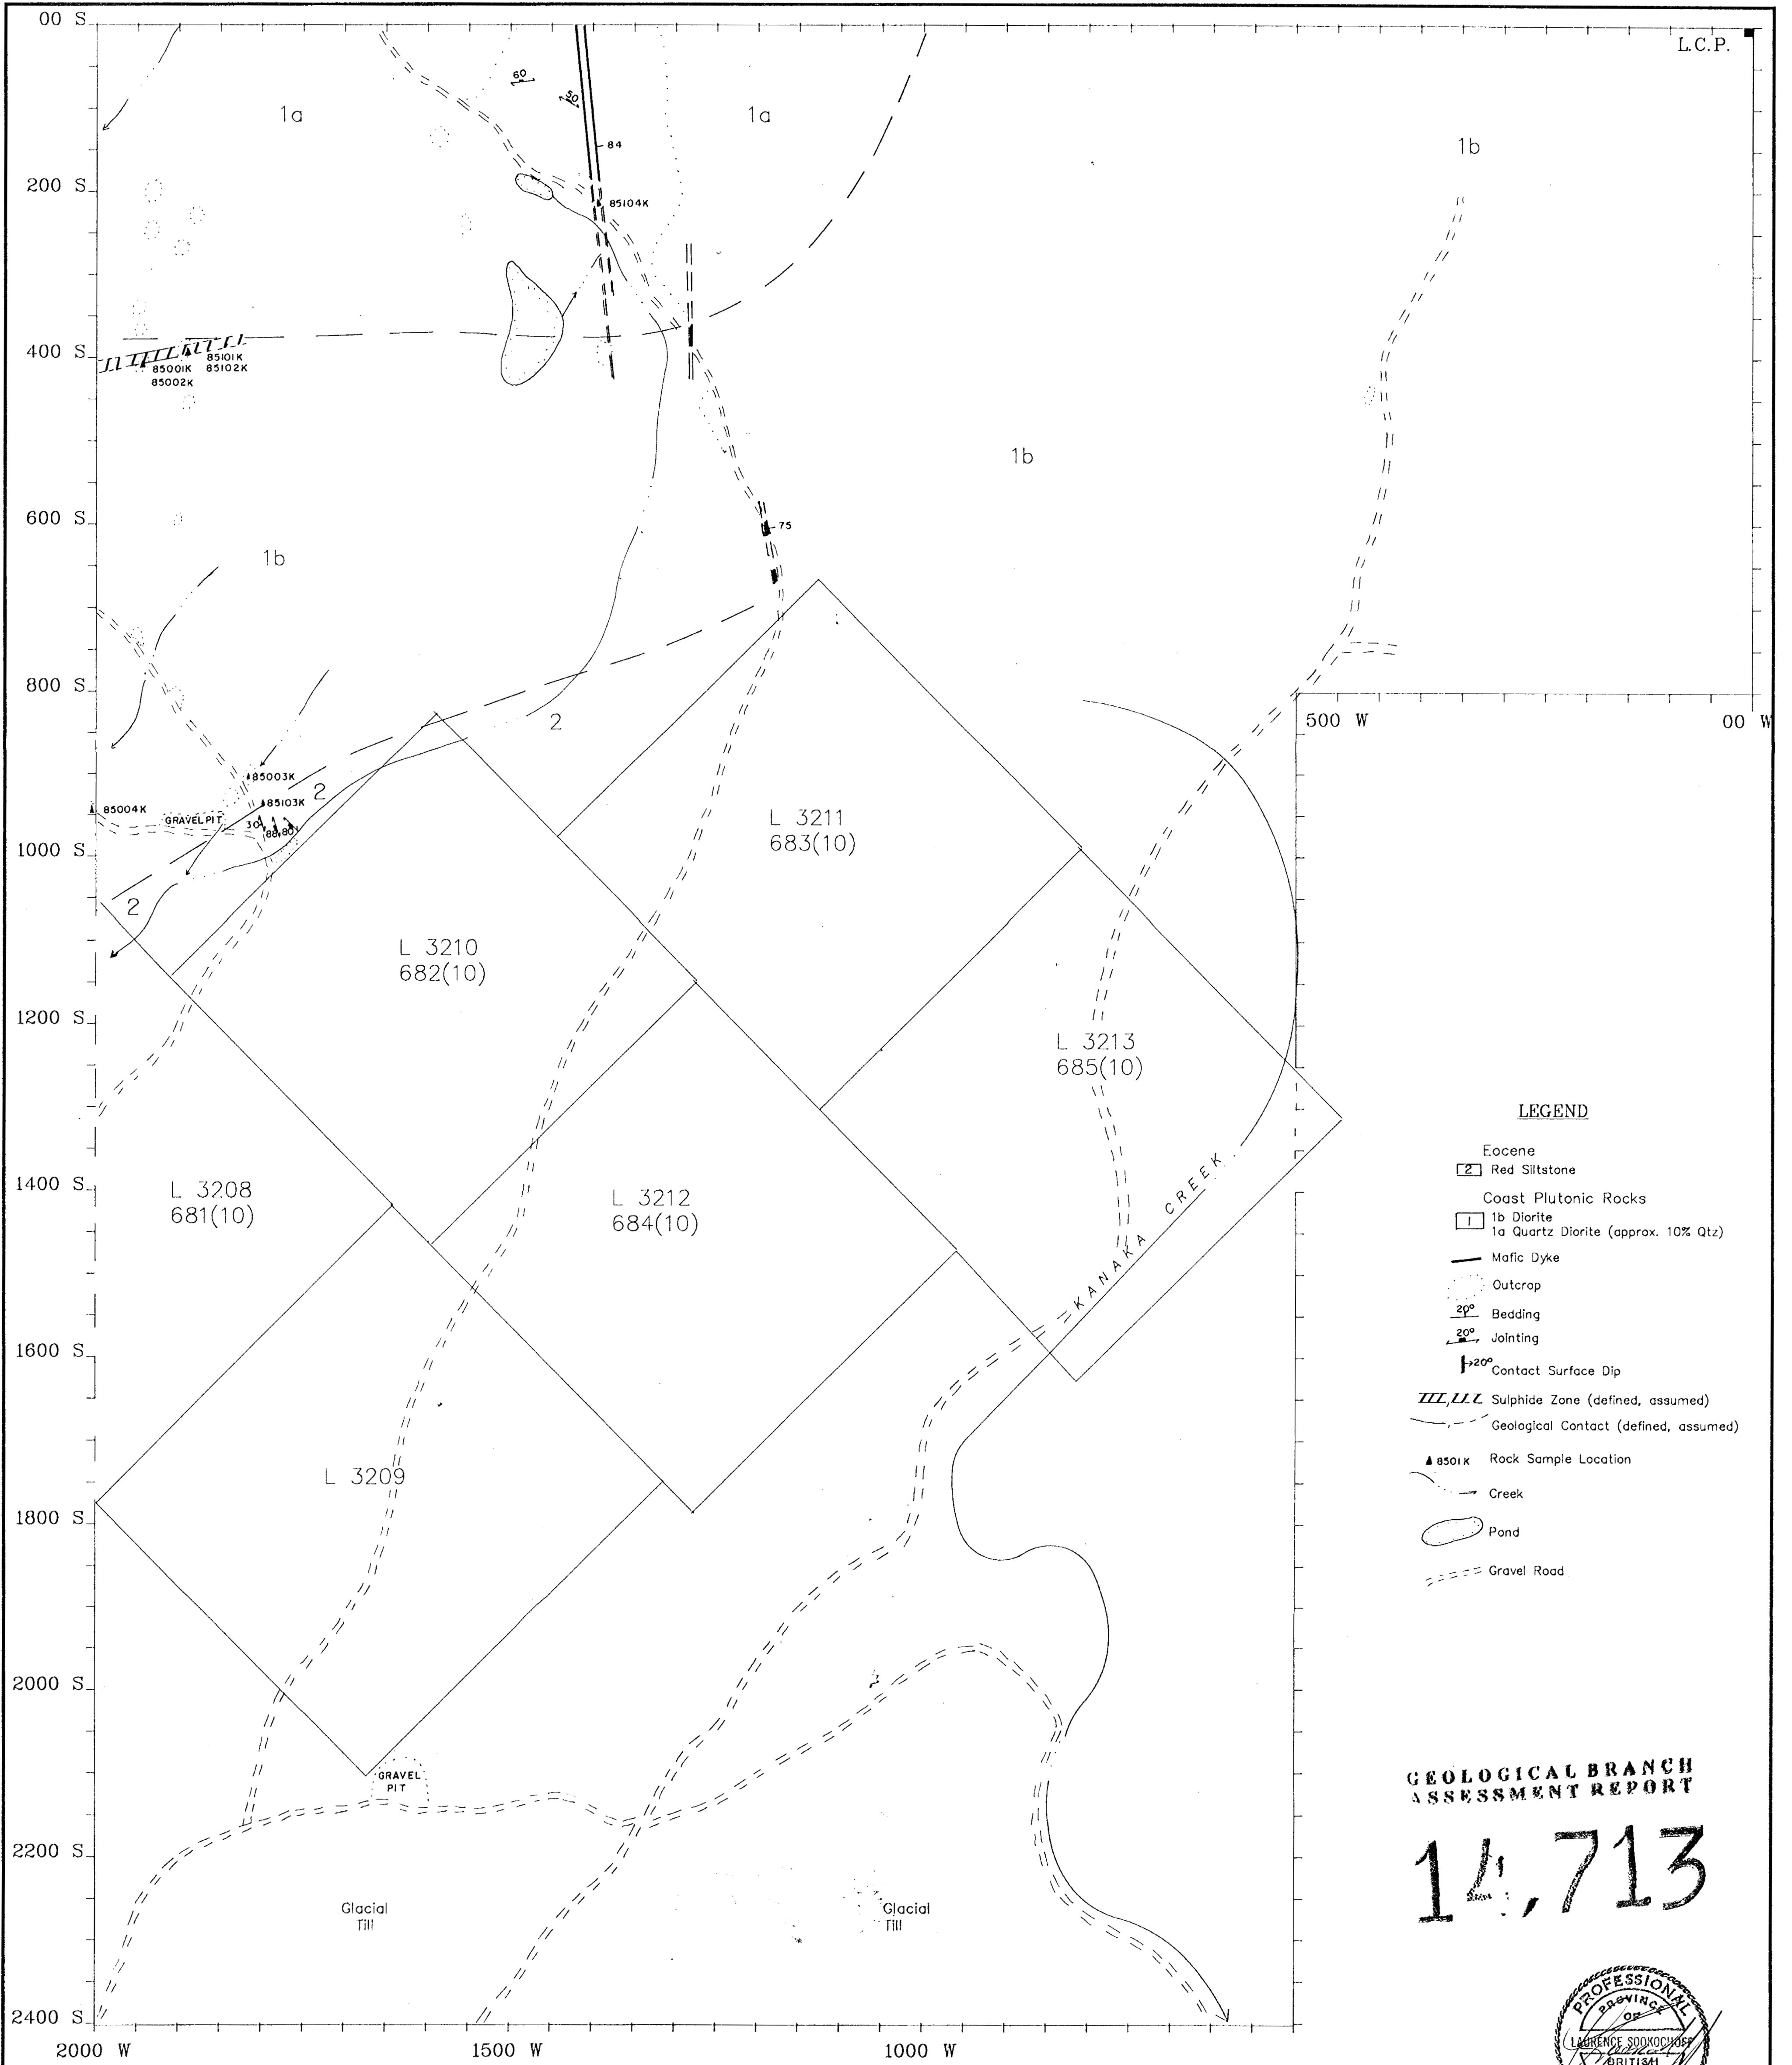 00 S
L.C.P.
60
50
1a
1a
84
1b
200 S
85104K
400 S
85101K
85001K
85102K
85002K
1b
600 S
75
1b
800 S
500 W
00 W
2
85003K
2
85103K
85004K
GRAVEL PIT
30
88
80
L 3211
683(10)
1000 S
2
L 3210
682(10)
1200 S
L 3213
685(10)
1400 S
L 3208
681(10)
L 3212
684(10)
KANAKA CREEK
1600 S
L 3209
1800 S
2000 S
GRAVEL
PIT
2200 S
Glacial
Till
Glacial
Till
2400 S
2000 W
1500 W
1000 W
LEGEND
Eocene
2 Red Siltstone
Coast Plutonic Rocks
1 1b Diorite
1a Quartz Diorite (approx. 10% Qtz)
Mafic Dyke
Outcrop
20° Bedding
20° Jointing
20° Contact Surface Dip
Sulphide Zone (defined, assumed)
Geological Contact (defined, assumed)
8501K Rock Sample Location
Creek
Pond
Gravel Road
GEOLOGICAL BRANCH
ASSESSMENT REPORT
14,713
PROFESSIONAL
PROVINCE
OF
LAURENCE SOOKOCHOFF
BRITISH